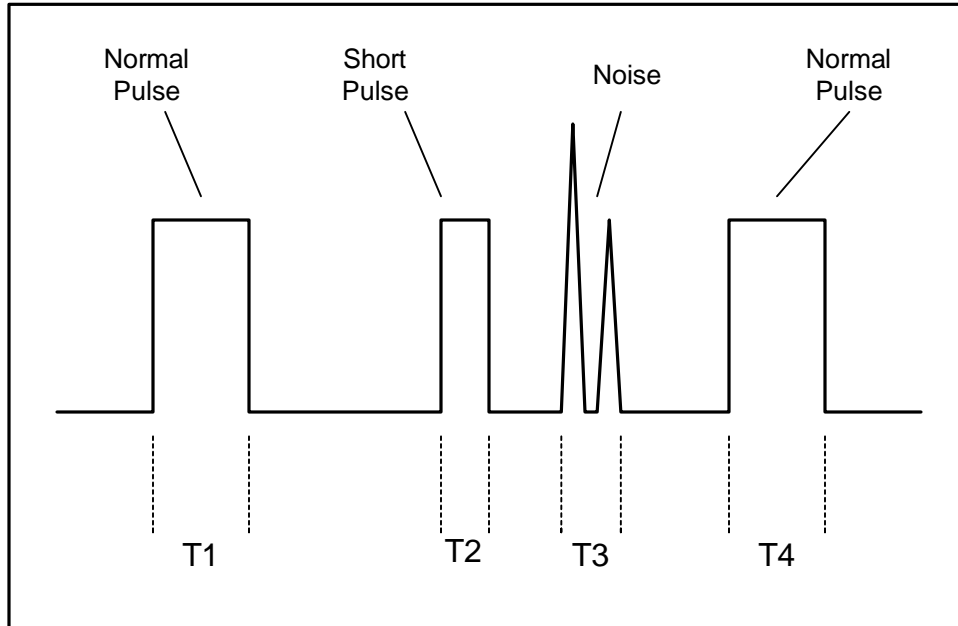 Normal
Pulse
Short
Pulse
Noise
Normal
Pulse
T1
T2
T3
T4